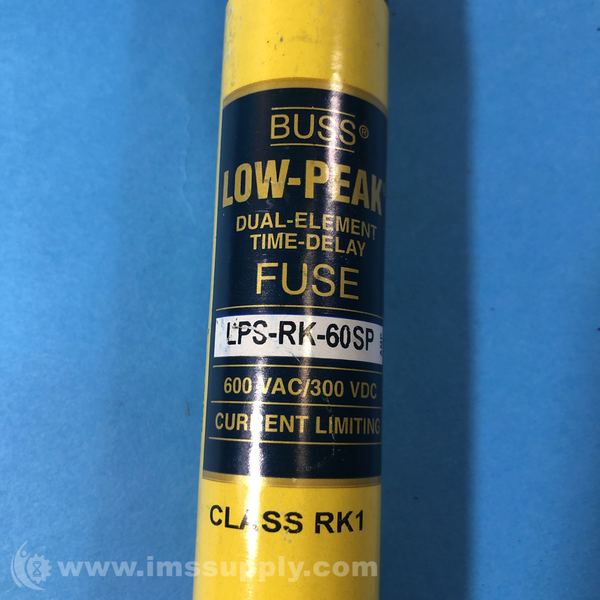 BUSS®
LOW-PEAK
DUAL-ELEMENT
TIME-DELAY
FUSE
LPS-RK-60SP AMP
600 VAC/300 VDC
CURRENT LIMITING
CLASS RK1
www.imssupply.com